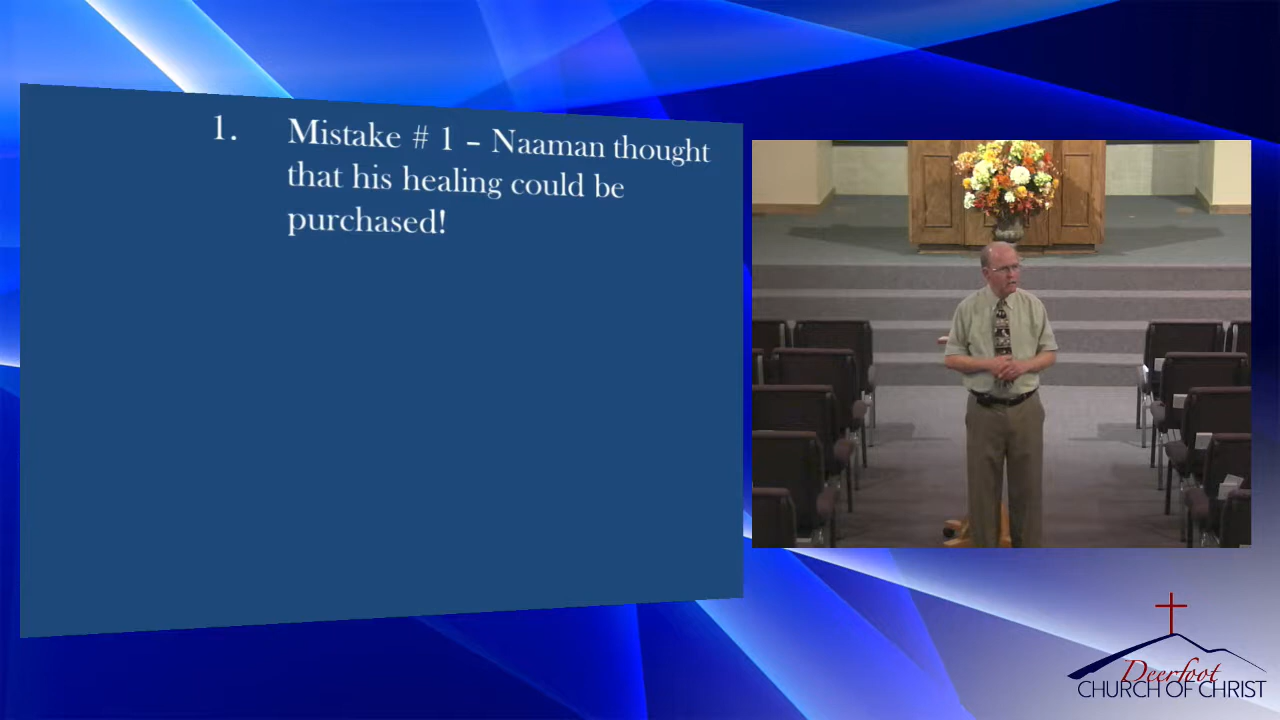 1. Mistake # 1 – Naaman thought
that his healing could be
purchased!
Deerfoot
CHURCH OF CHRIST